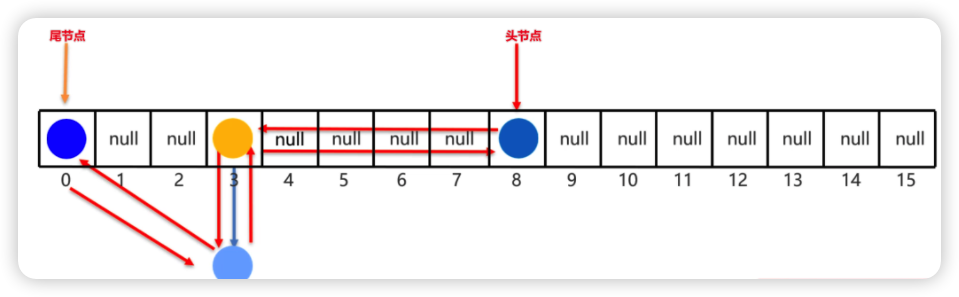 尾节点 头节点
null null null null null null null null null null null null null
0 1 2 3 4 5 6 7 8 9 10 11 12 13 14 15